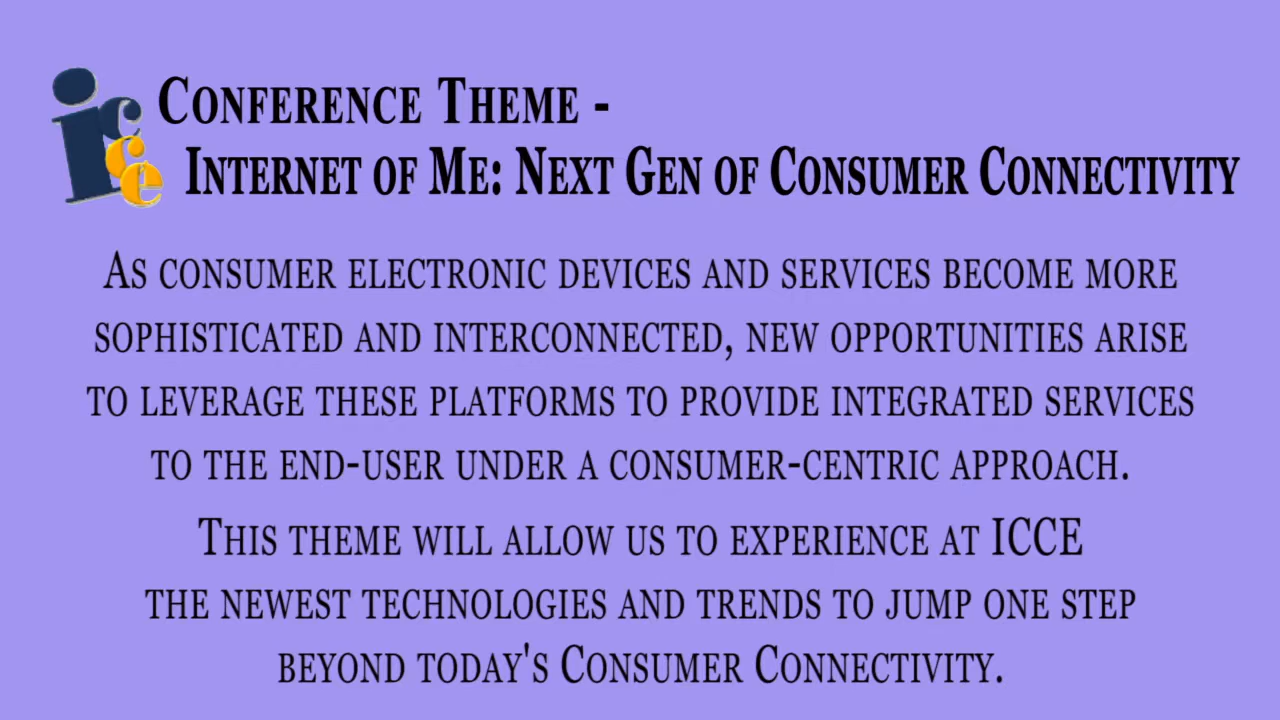 icce
Conference Theme -
Internet of Me: Next Gen of Consumer Connectivity
As consumer electronic devices and services become more
sophisticated and interconnected, new opportunities arise
to leverage these platforms to provide integrated services
to the end-user under a consumer-centric approach.
This theme will allow us to experience at ICCE
the newest technologies and trends to jump one step
beyond today's Consumer Connectivity.